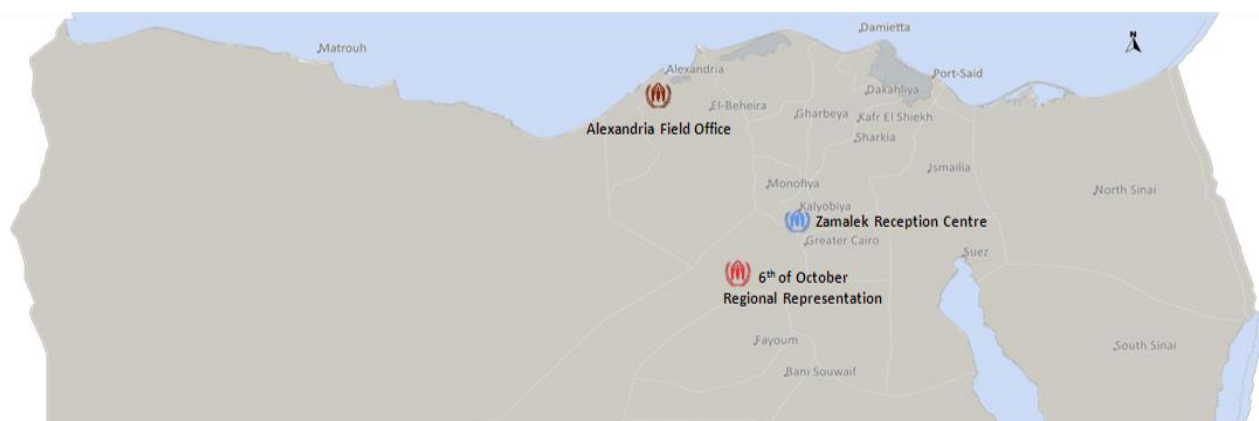 Damietta
N
Matrouh
Alexandria
Port-Said
Dakahliya
El-Beheira
Gharbeya
Kafr El Shiekh
Alexandria Field Office
Sharkia
Ismailia
Monofiya
North Sinai
Kalyobiya
Zamalek Reception Centre
Greater Cairo
Suez
6th of October
Regional Representation
Fayoum
South Sinai
Bani Souwaif